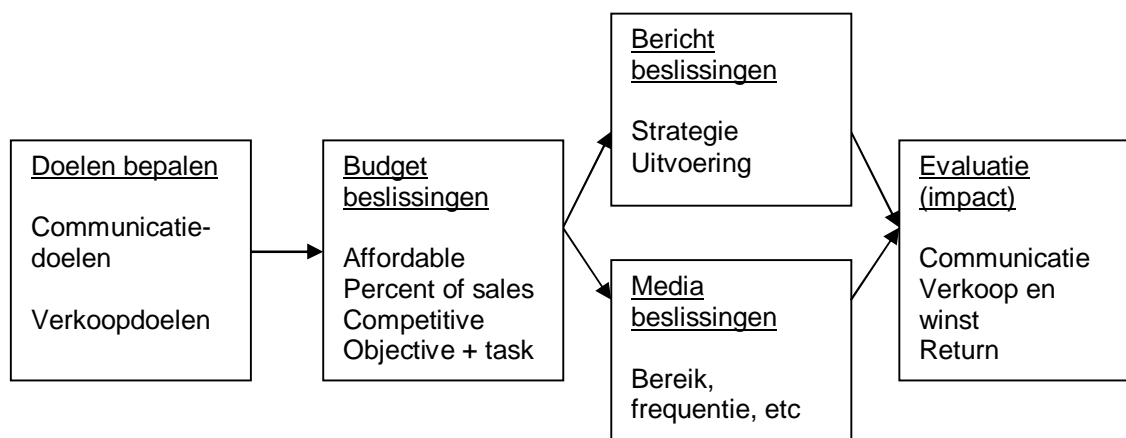 Doelen bepalen
Communicatie-
doelen
Verkoopdoelen
Budget
beslissingen
Affordable
Percent of sales
Competitive
Objective + task
Bericht
beslissingen
Strategie
Uitvoering
Media
beslissingen
Bereik,
frequentie, etc
Evaluatie
(impact)
Communicatie
Verkoop en
winst
Return